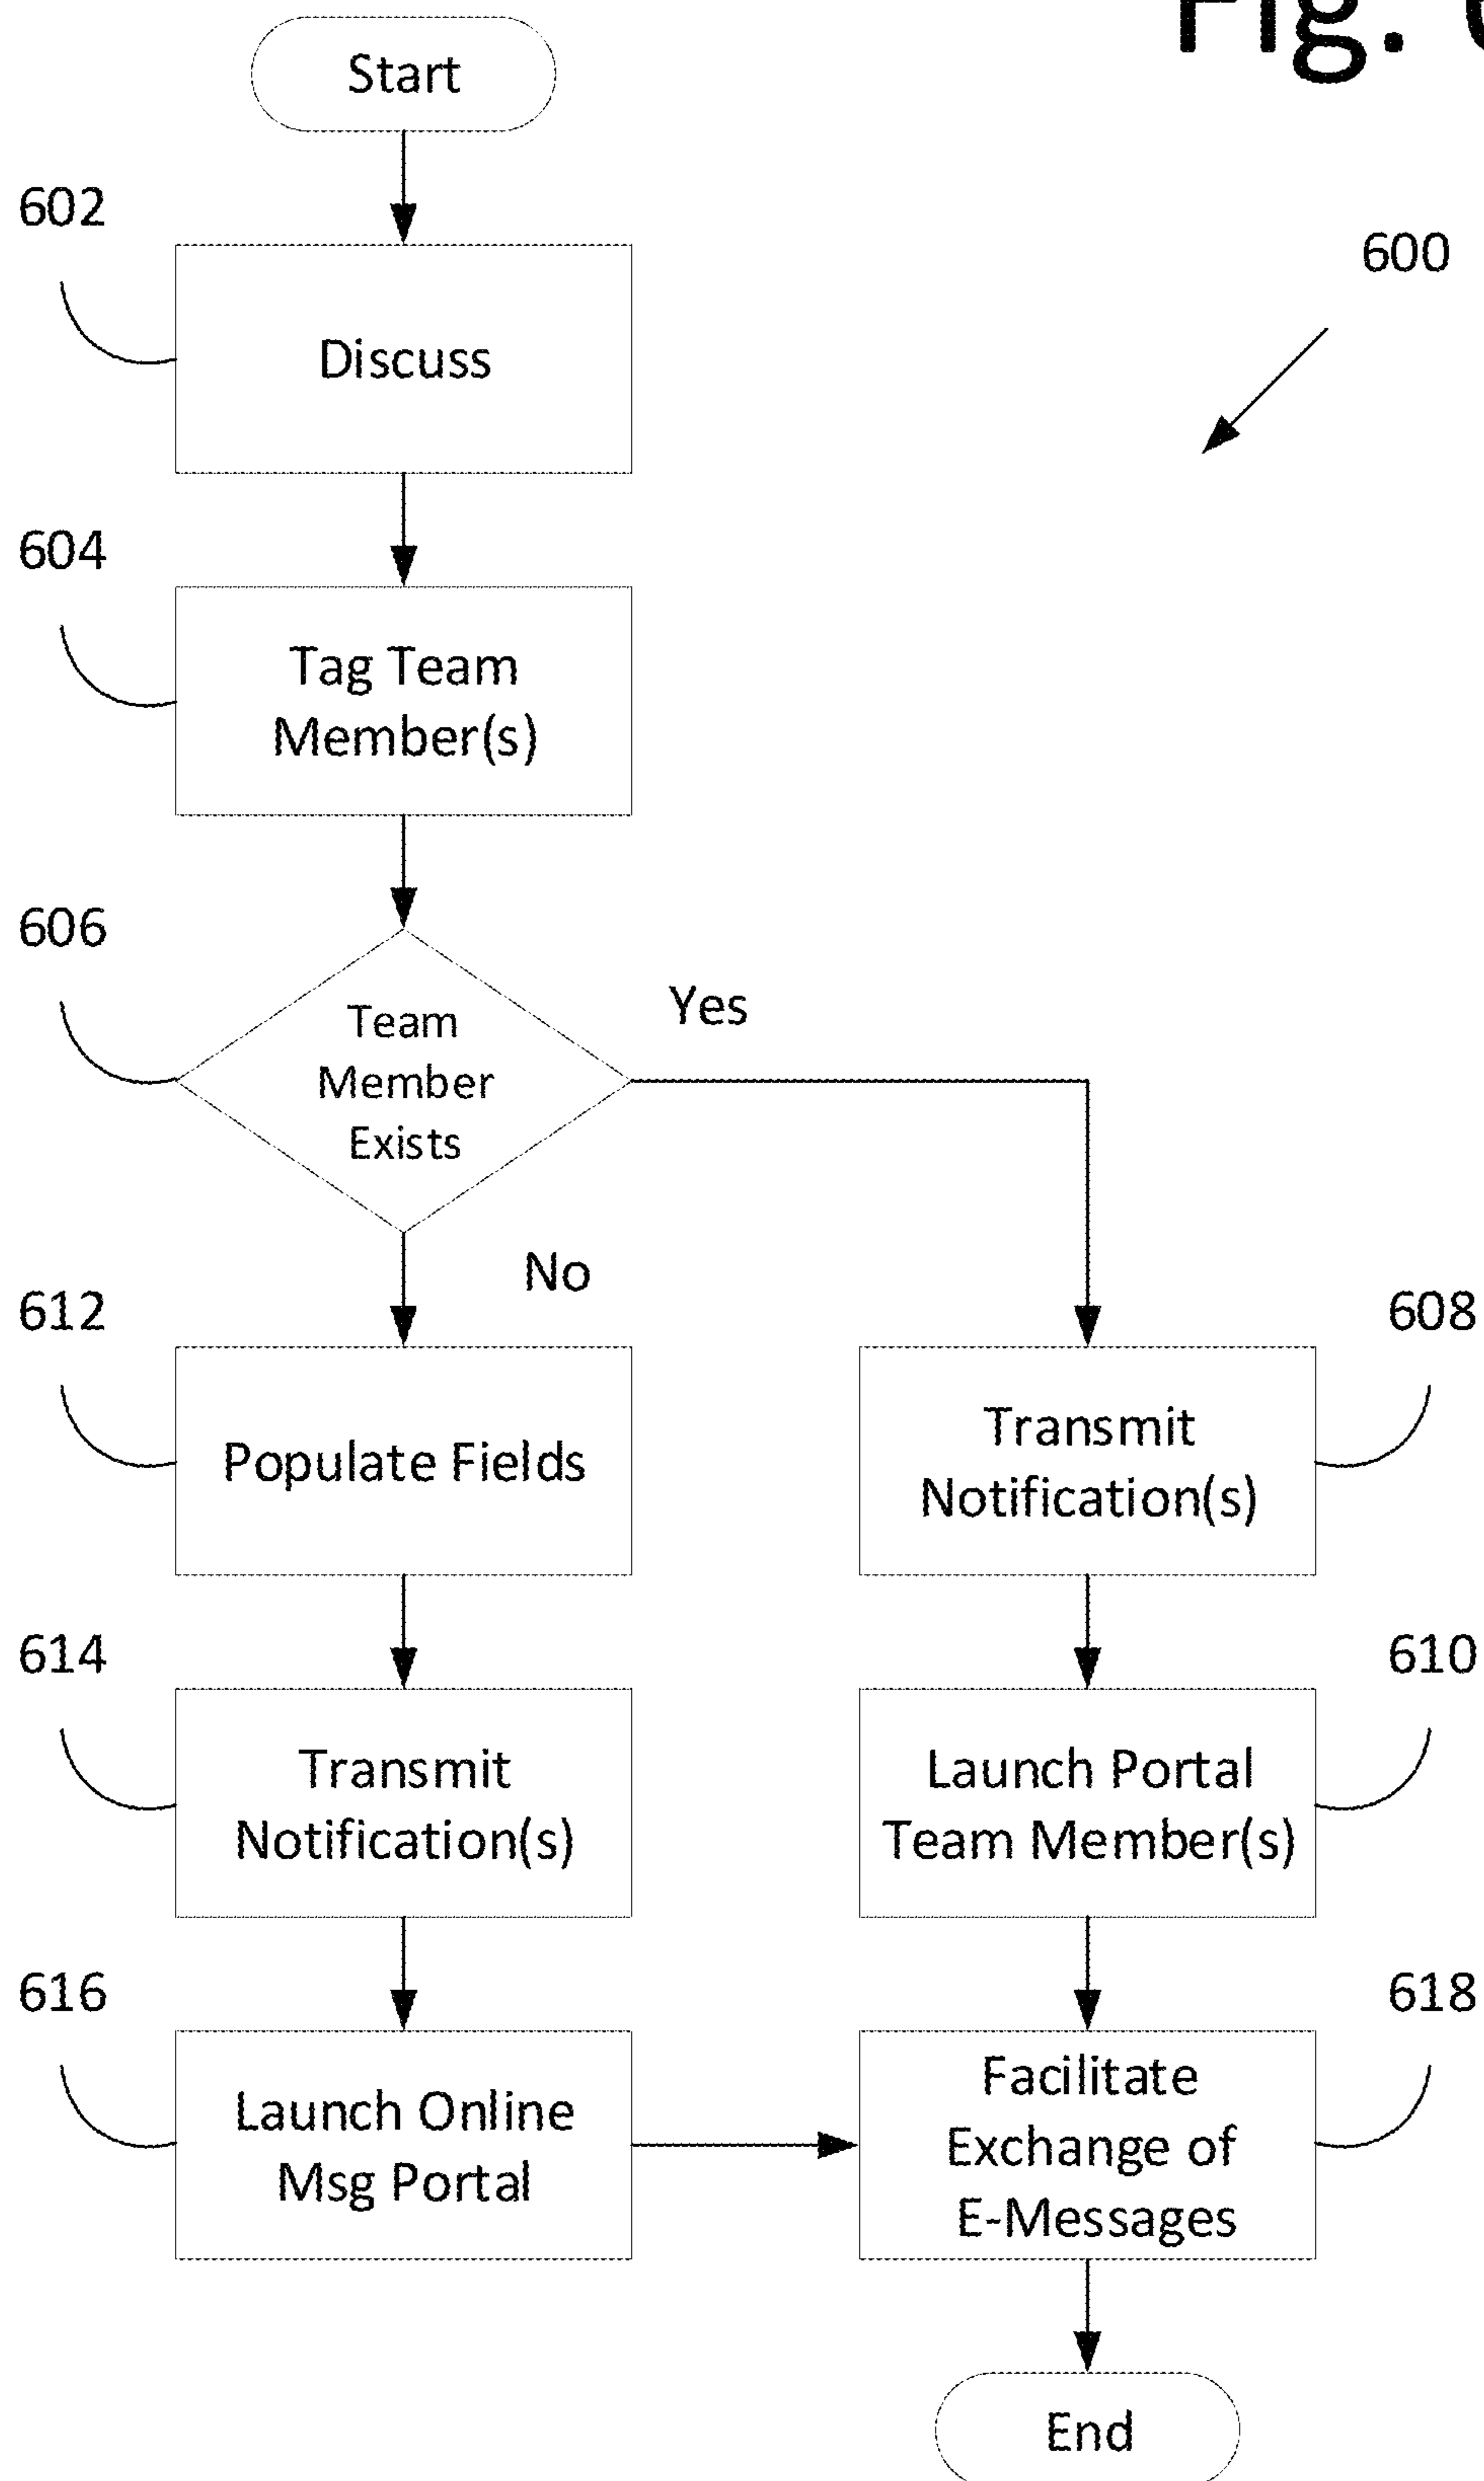 Fig. 6
Start
602
600
Discuss
604
Tag Team
Member(s)
606
Yes
Team
Member
Exists
No
612
608
Populate Fields
Transmit
Notification(s)
614
610
Transmit
Notification(s)
Launch Portal
Team Member(s)
616
618
Launch Online
Msg Portal
Facilitate
Exchange of
E-Messages
End